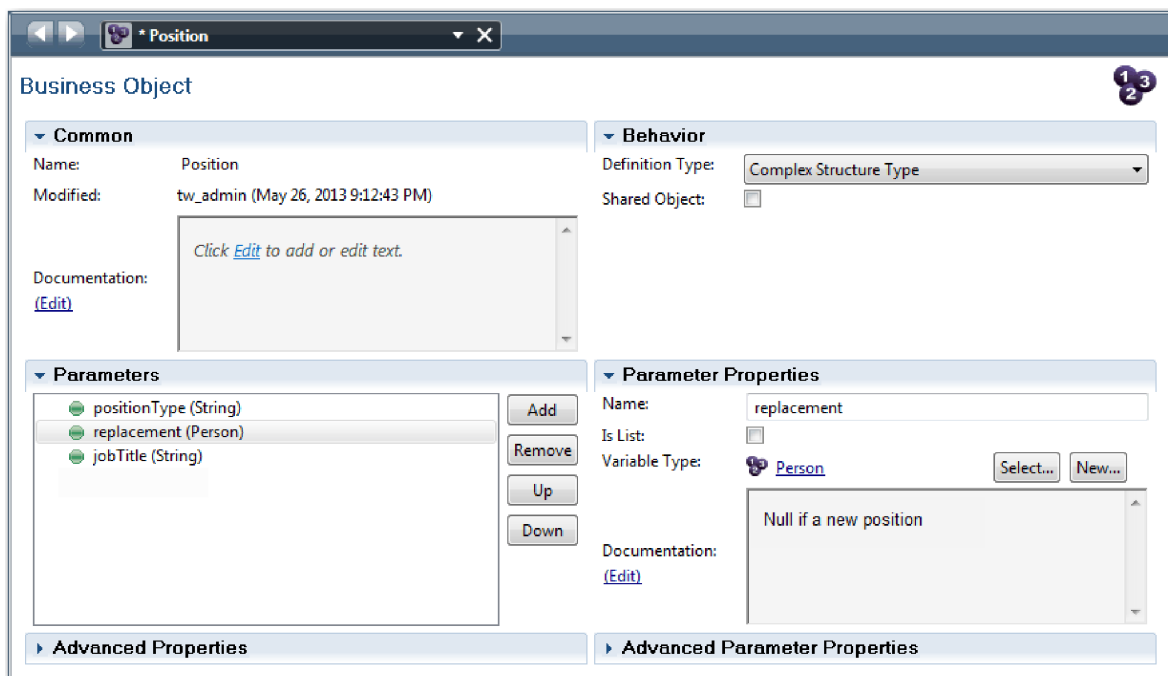 * Position
Business Object
1 2 3
Common
Name: Position
Modified: tw_admin (May 26, 2013 9:12:43 PM)
Click Edit to add or edit text.
Documentation:
(Edit)
Behavior
Definition Type: Complex Structure Type
Shared Object:
Parameters
positionType (String)
replacement (Person)
jobTitle (String)
Add
Remove
Up
Down
Parameter Properties
Name: replacement
Is List:
Variable Type: Person Select... New...
Null if a new position
Documentation:
(Edit)
Advanced Properties
Advanced Parameter Properties